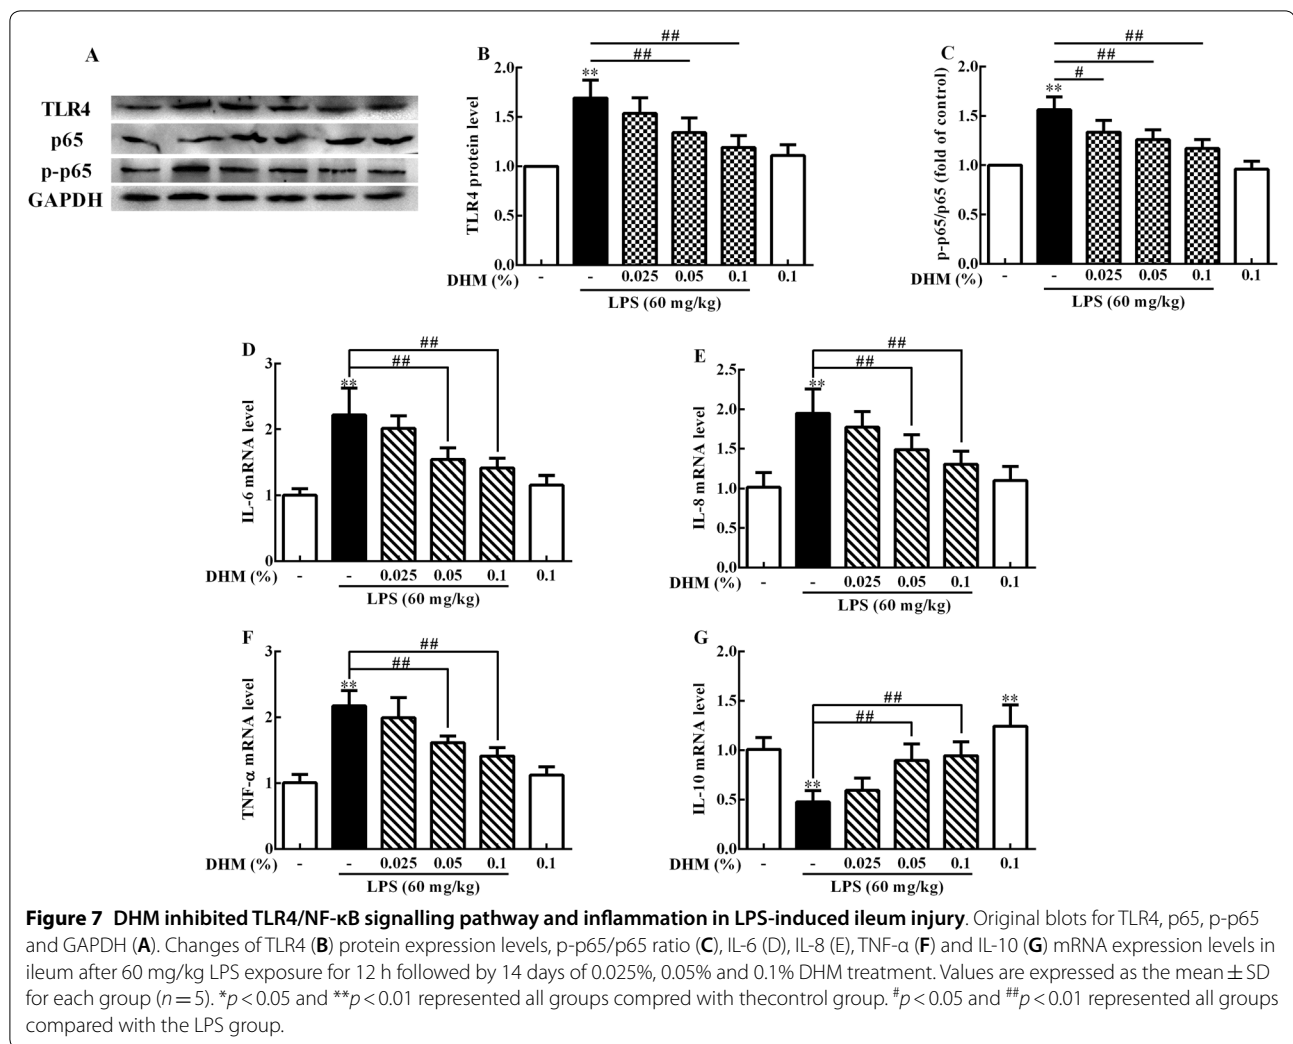 A
TLR4
p65
p-p65
GAPDH
B
TLR4 protein level
2.0
1.5
1.0
0.5
0.0
**
##
##
DHM (%)
- - 0.025 0.05 0.1 0.1
LPS (60 mg/kg)
C
p-p65/p65 (fold of control)
2.0
1.5
1.0
0.5
0.0
**
#
##
##
DHM (%)
- - 0.025 0.05 0.1 0.1
LPS (60 mg/kg)
D
IL-6 mRNA level
3
2
1
0
**
##
##
DHM (%)
- - 0.025 0.05 0.1 0.1
LPS (60 mg/kg)
E
IL-8 mRNA level
2.5
2.0
1.5
1.0
0.5
0.0
**
##
##
DHM (%)
- - 0.025 0.05 0.1 0.1
LPS (60 mg/kg)
F
TNF-α mRNA level
3
2
1
0
**
##
##
DHM (%)
- - 0.025 0.05 0.1 0.1
LPS (60 mg/kg)
G
IL-10 mRNA level
2.0
1.5
1.0
0.5
0.0
**
##
##
**
DHM (%)
- - 0.025 0.05 0.1 0.1
LPS (60 mg/kg)
Figure 7 DHM inhibited TLR4/NF-κB signalling pathway and inflammation in LPS-induced ileum injury. Original blots for TLR4, p65, p-p65
and GAPDH (A). Changes of TLR4 (B) protein expression levels, p-p65/p65 ratio (C), IL-6 (D), IL-8 (E), TNF-α (F) and IL-10 (G) mRNA expression levels in
ileum after 60 mg/kg LPS exposure for 12 h followed by 14 days of 0.025%, 0.05% and 0.1% DHM treatment. Values are expressed as the mean ± SD
for each group (n = 5). *p < 0.05 and **p < 0.01 represented all groups compred with thecontrol group. #p < 0.05 and ##p < 0.01 represented all groups
compared with the LPS group.